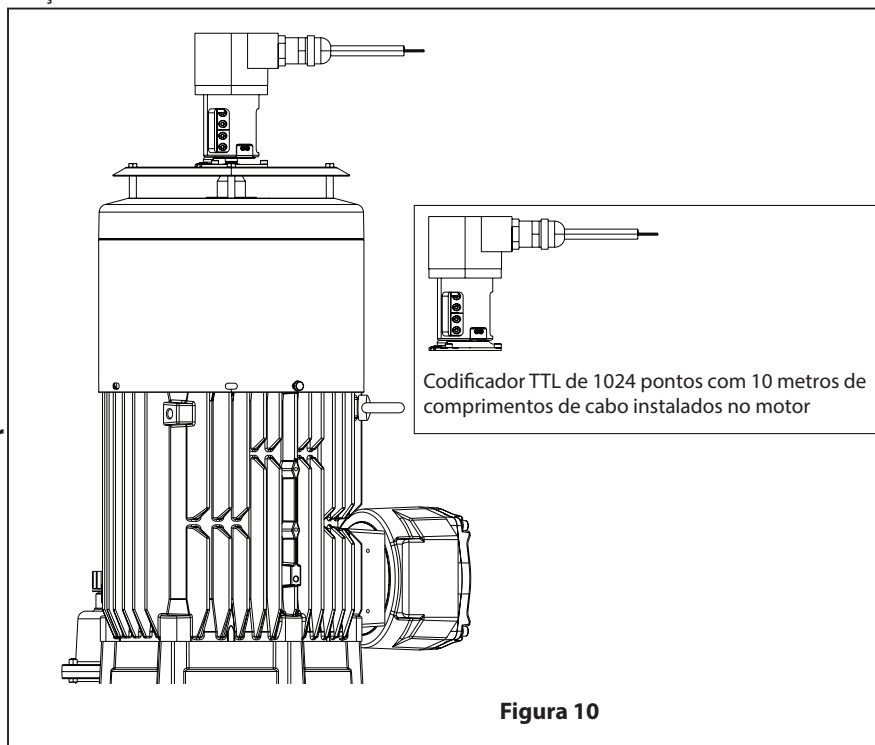 Codificador TTL de 1024 pontos com 10 metros de
comprimentos de cabo instalados no motor
Figura 10